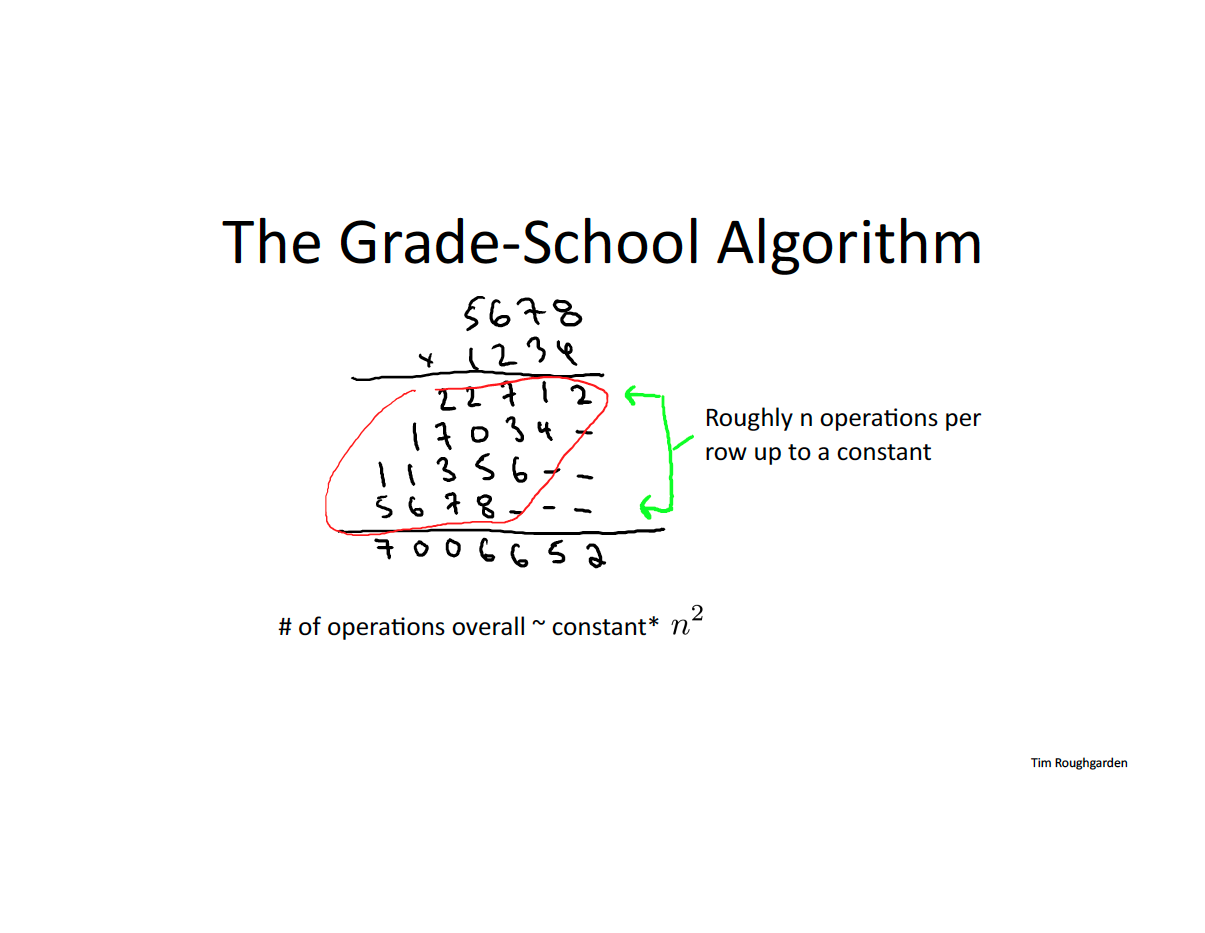 The Grade-School Algorithm
5678
× 1234
22712
17034-
11356--
5678---
7006652
Roughly n operations per
row up to a constant
# of operations overall ~ constant* n²
Tim Roughgarden